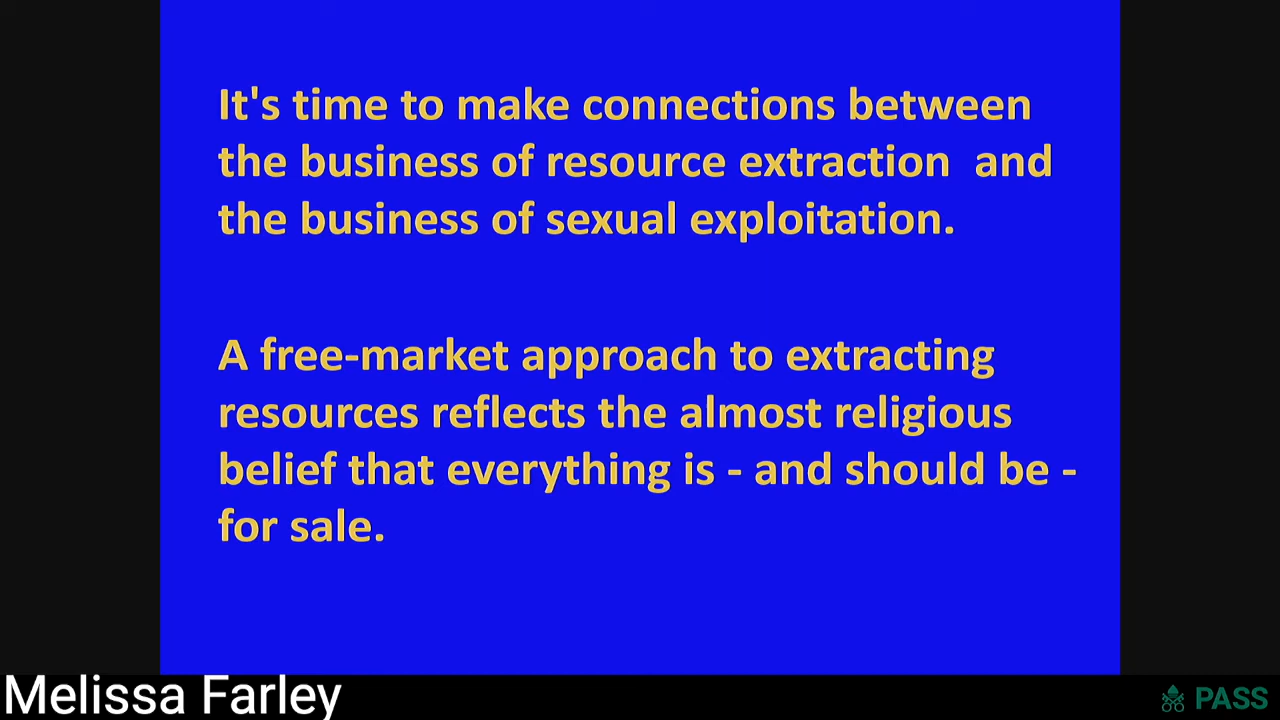 It's time to make connections between
the business of resource extraction  and
the business of sexual exploitation.
A free-market approach to extracting
resources reflects the almost religious
belief that everything is - and should be -
for sale.
Melissa Farley
PASS